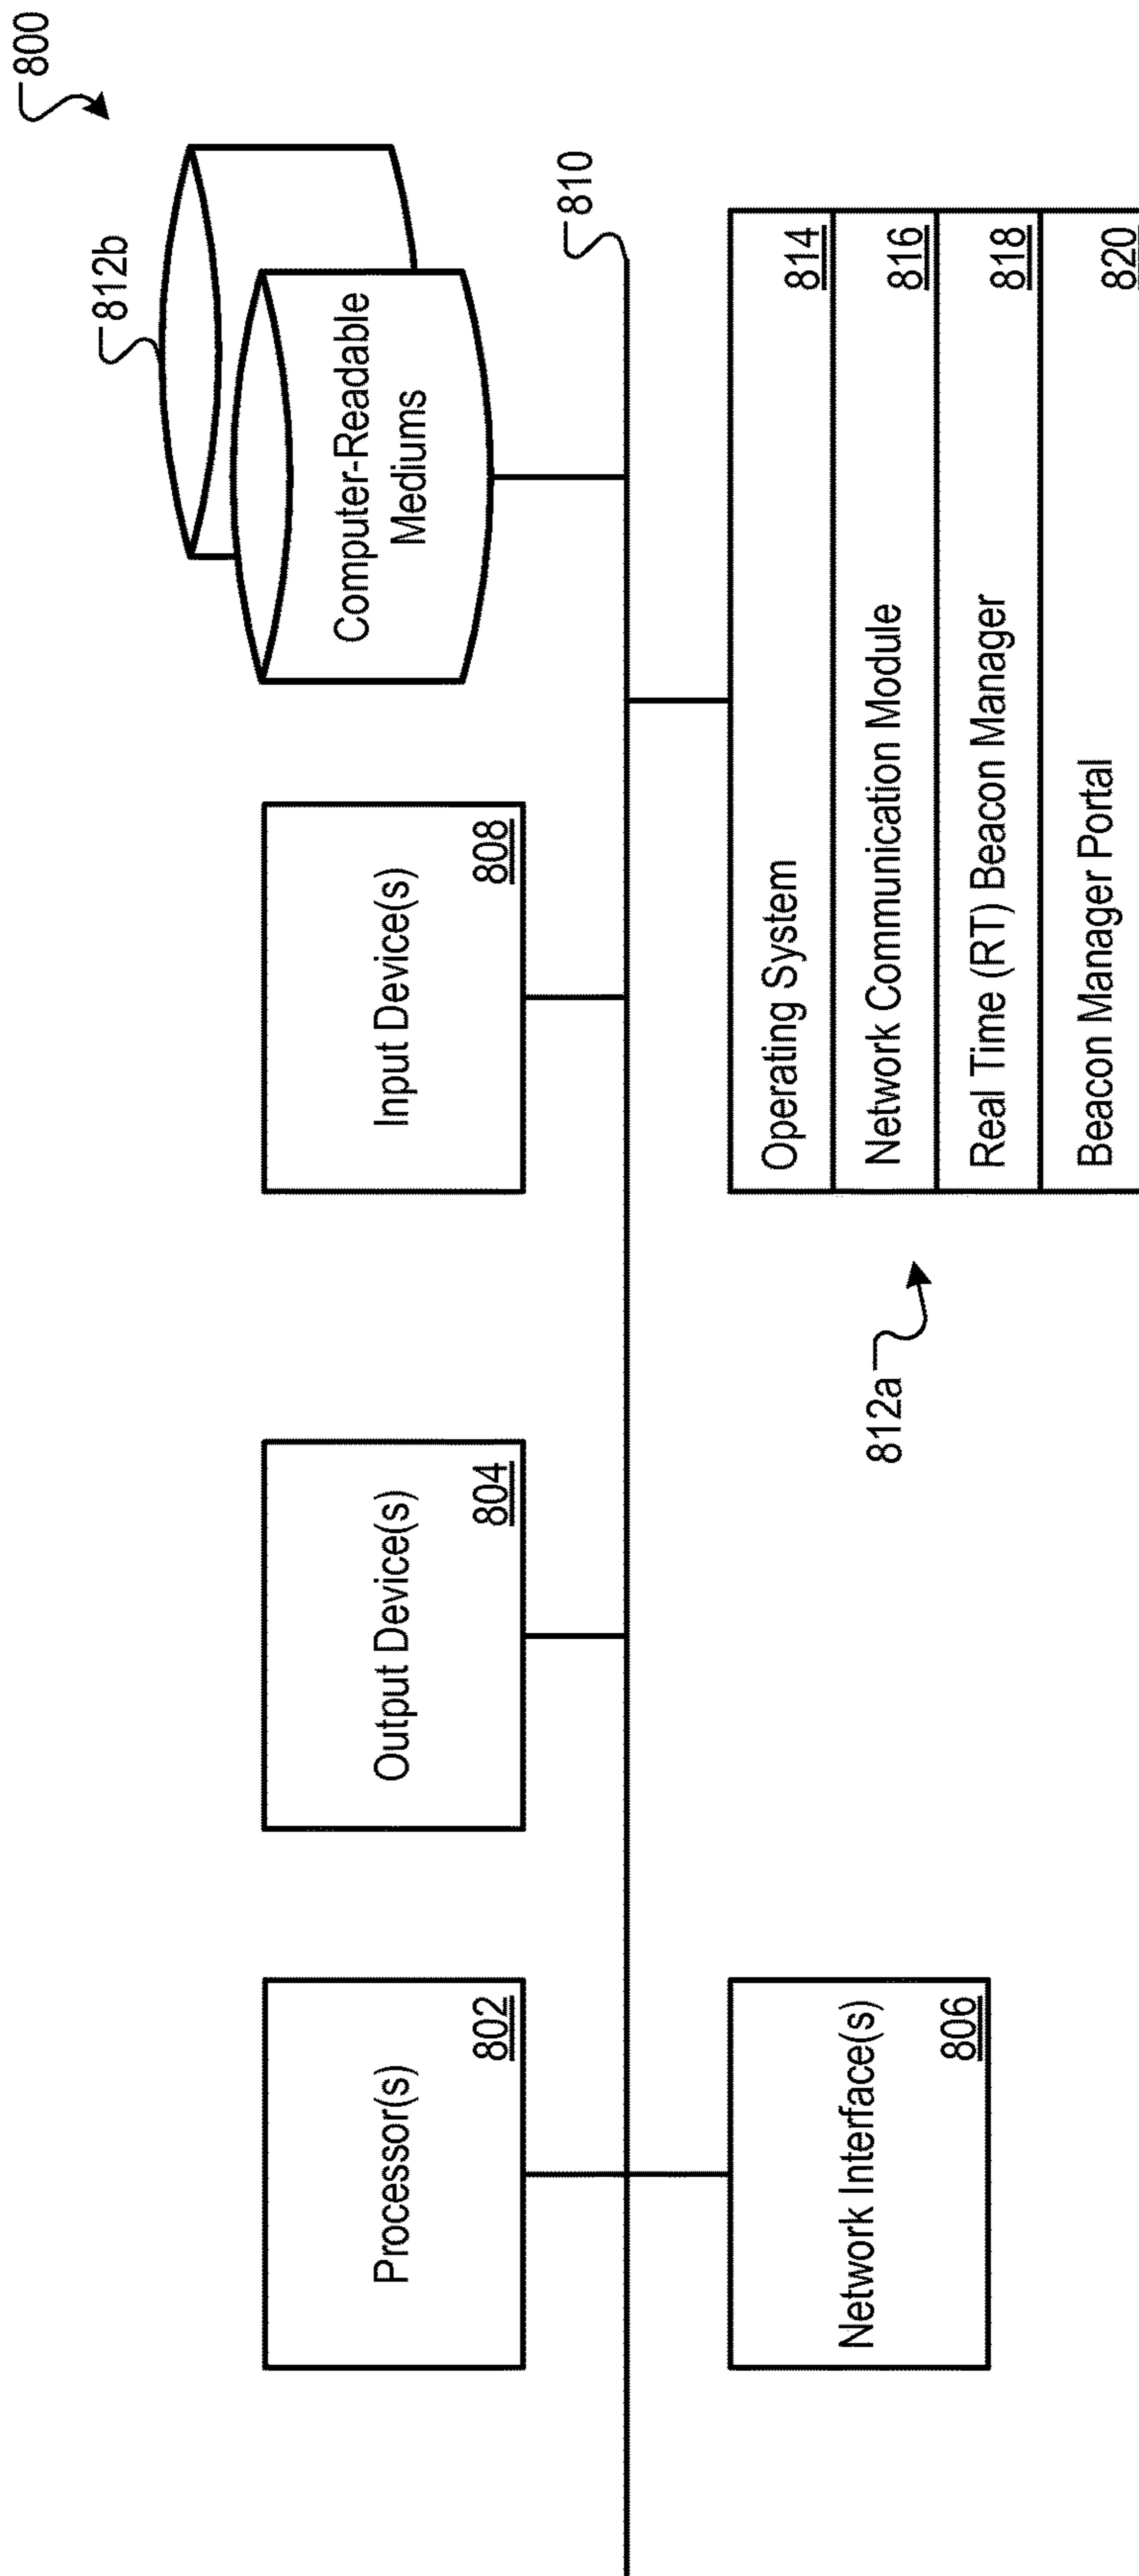 800
812b
Computer-Readable
Mediums
810
Processor(s)
802
Output Device(s)
804
Input Device(s)
808
Network Interface(s)
806
812a
Operating System
814
Network Communication Module
816
Real Time (RT) Beacon Manager
818
Beacon Manager Portal
820